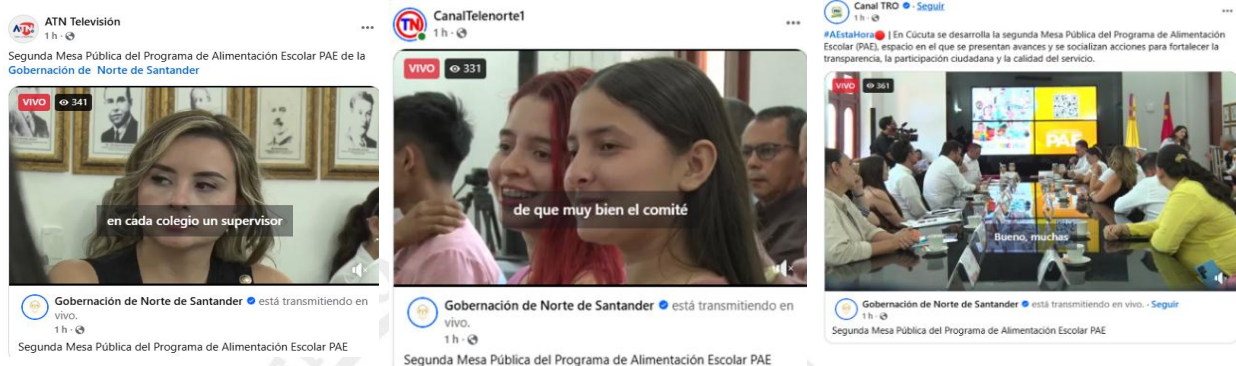 ATN Televisión
1 h ·
Segunda Mesa Pública del Programa de Alimentación Escolar PAE de la
Gobernación de Norte de Santander
VIVO 341
en cada colegio un supervisor
Gobernación de Norte de Santander está transmitiendo en
vivo.
1 h ·
Segunda Mesa Pública del Programa de Alimentación Escolar PAE
TN
CanalTelenorte1
1 h ·
VIVO 331
de que muy bien el comité
Gobernación de Norte de Santander está transmitiendo en
vivo.
1 h ·
Segunda Mesa Pública del Programa de Alimentación Escolar PAE
Canal TRO · Seguir
1 h ·
#AEstaHora | En Cúcuta se desarrolla la segunda Mesa Pública del Programa de Alimentación
Escolar (PAE), espacio en el que se presentan avances y se socializan acciones para fortalecer la
transparencia, la participación ciudadana y la calidad del servicio.
VIVO 361
PAE
Bueno, muchas
Gobernación de Norte de Santander está transmitiendo en vivo. · Seguir
1 h ·
Segunda Mesa Pública del Programa de Alimentación Escolar PAE